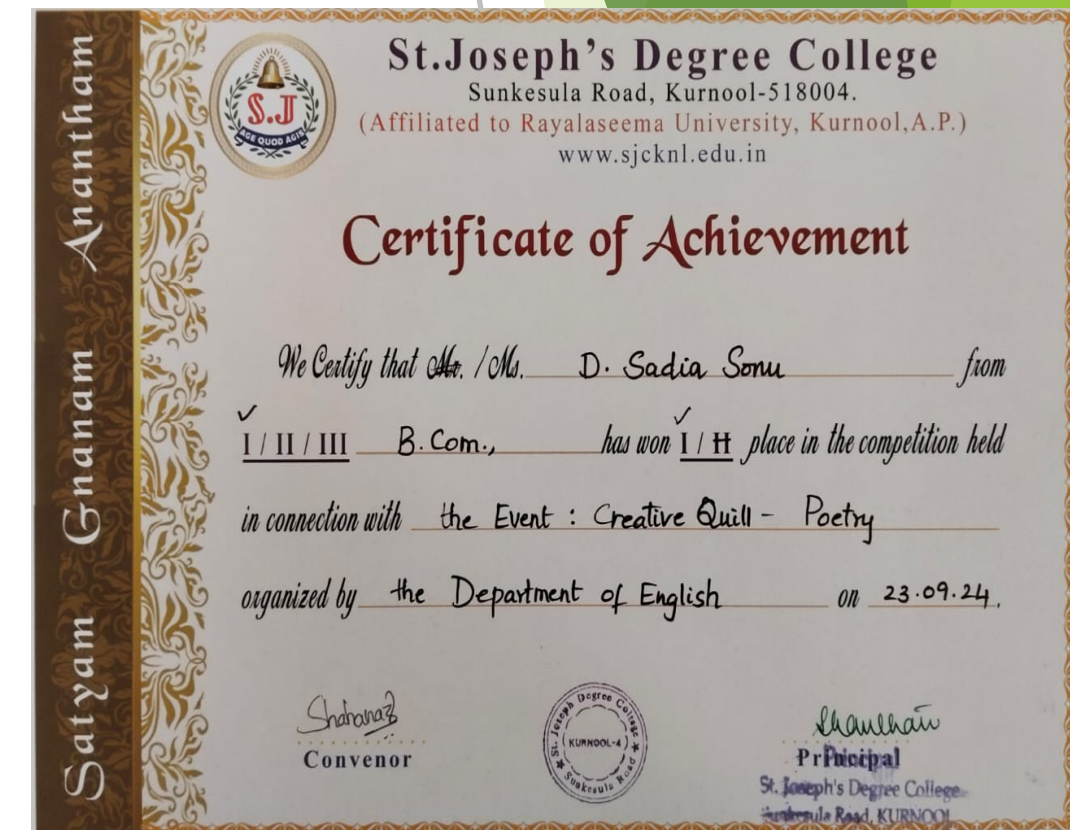 Satyam Gnanam Anantham
S.J
AGE QUOD AGIS
St.Joseph's Degree College
Sunkesula Road, Kurnool-518004.
(Affiliated to Rayalaseema University, Kurnool,A.P.)
www.sjcknl.edu.in
Certificate of Achievement
We Certify that Mr. / Ms. D. Sadia Sonu from
✓ ✓
I / II / III B.Com., has won I / II place in the competition held
in connection with the Event : Creative Quill - Poetry
organized by the Department of English on 23.09.24.
Shahanaz
Convenor
St. Joseph Degree College
KURNOOL-4
Sunkesula Road
Principal
Principal
St. Joseph's Degree College
Sunkesula Road, KURNOOL